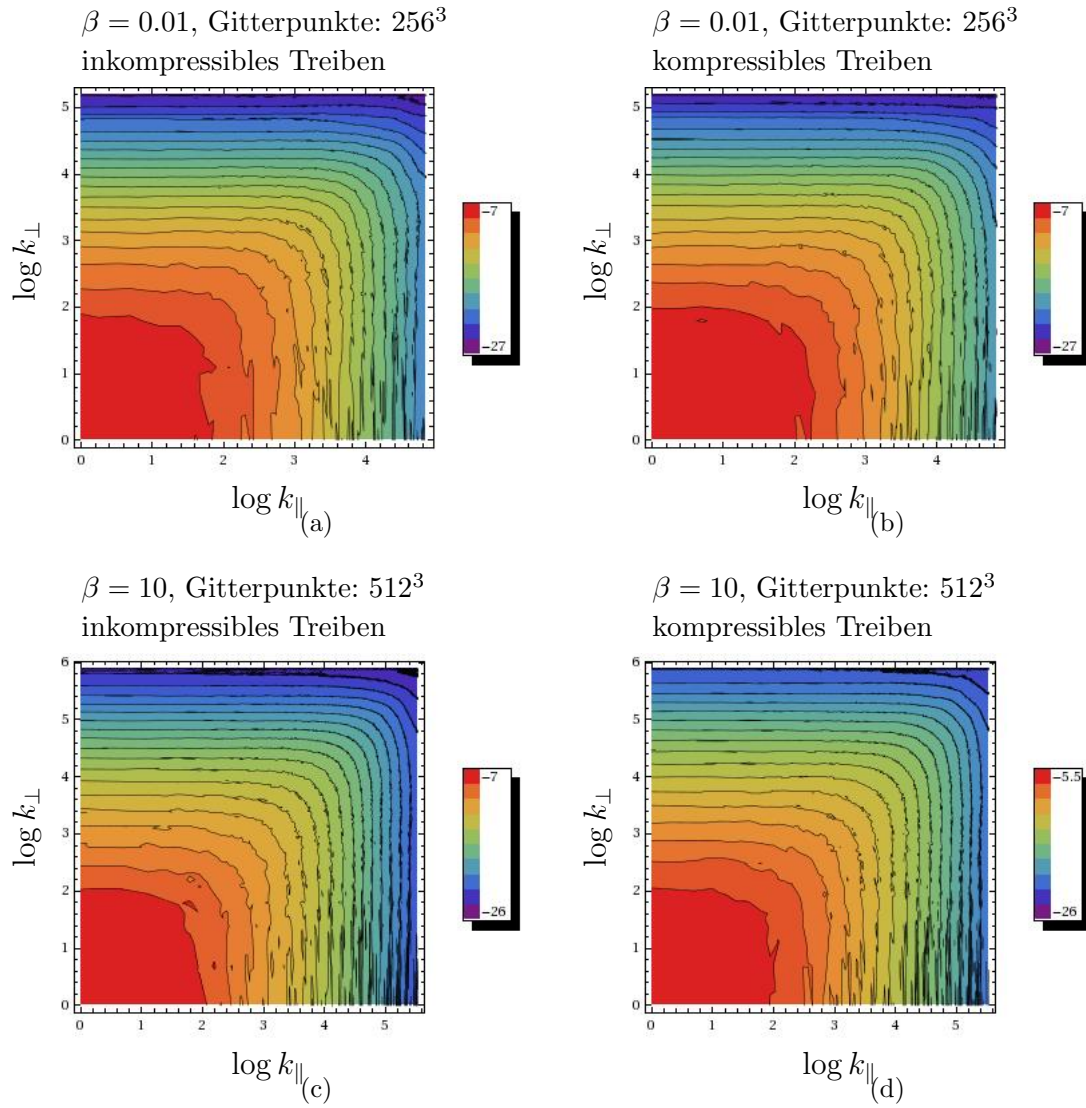 β = 0.01, Gitterpunkte: 256³
inkompressibles Treiben
5
4
3
2
1
0
0 1 2 3 4
log k⊥
log k∥
−7
−27
(a)
β = 0.01, Gitterpunkte: 256³
kompressibles Treiben
5
4
3
2
1
0
0 1 2 3 4
log k⊥
log k∥
−7
−27
(b)
β = 10, Gitterpunkte: 512³
inkompressibles Treiben
6
5
4
3
2
1
0
0 1 2 3 4 5
log k⊥
log k∥
−7
−26
(c)
β = 10, Gitterpunkte: 512³
kompressibles Treiben
6
5
4
3
2
1
0
0 1 2 3 4 5
log k⊥
log k∥
−5.5
−26
(d)